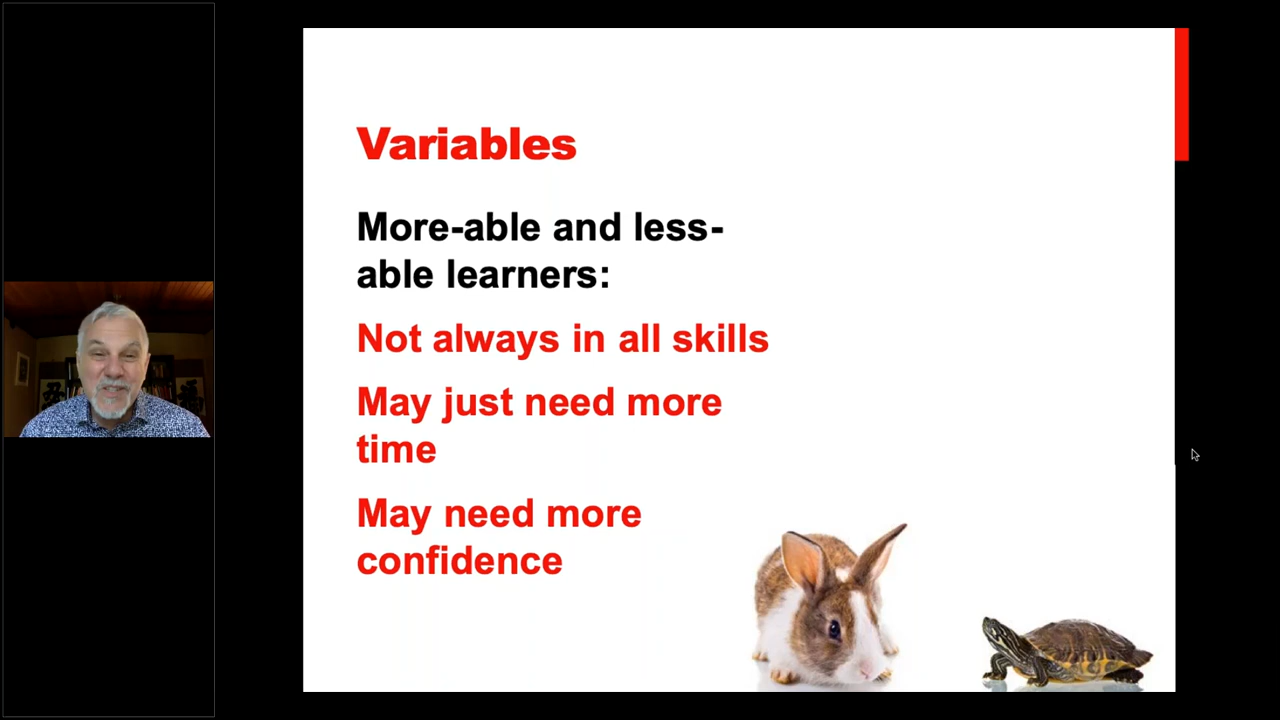 Variables
More-able and less-
able learners:
Not always in all skills
May just need more
time
May need more
confidence